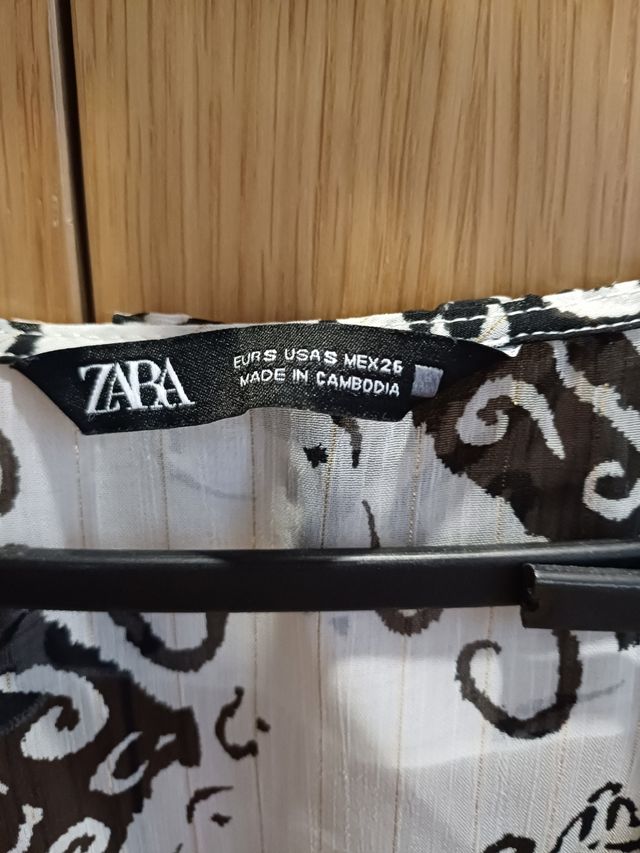 ZARA
EUR S USA S MEX 26
MADE IN CAMBODIA